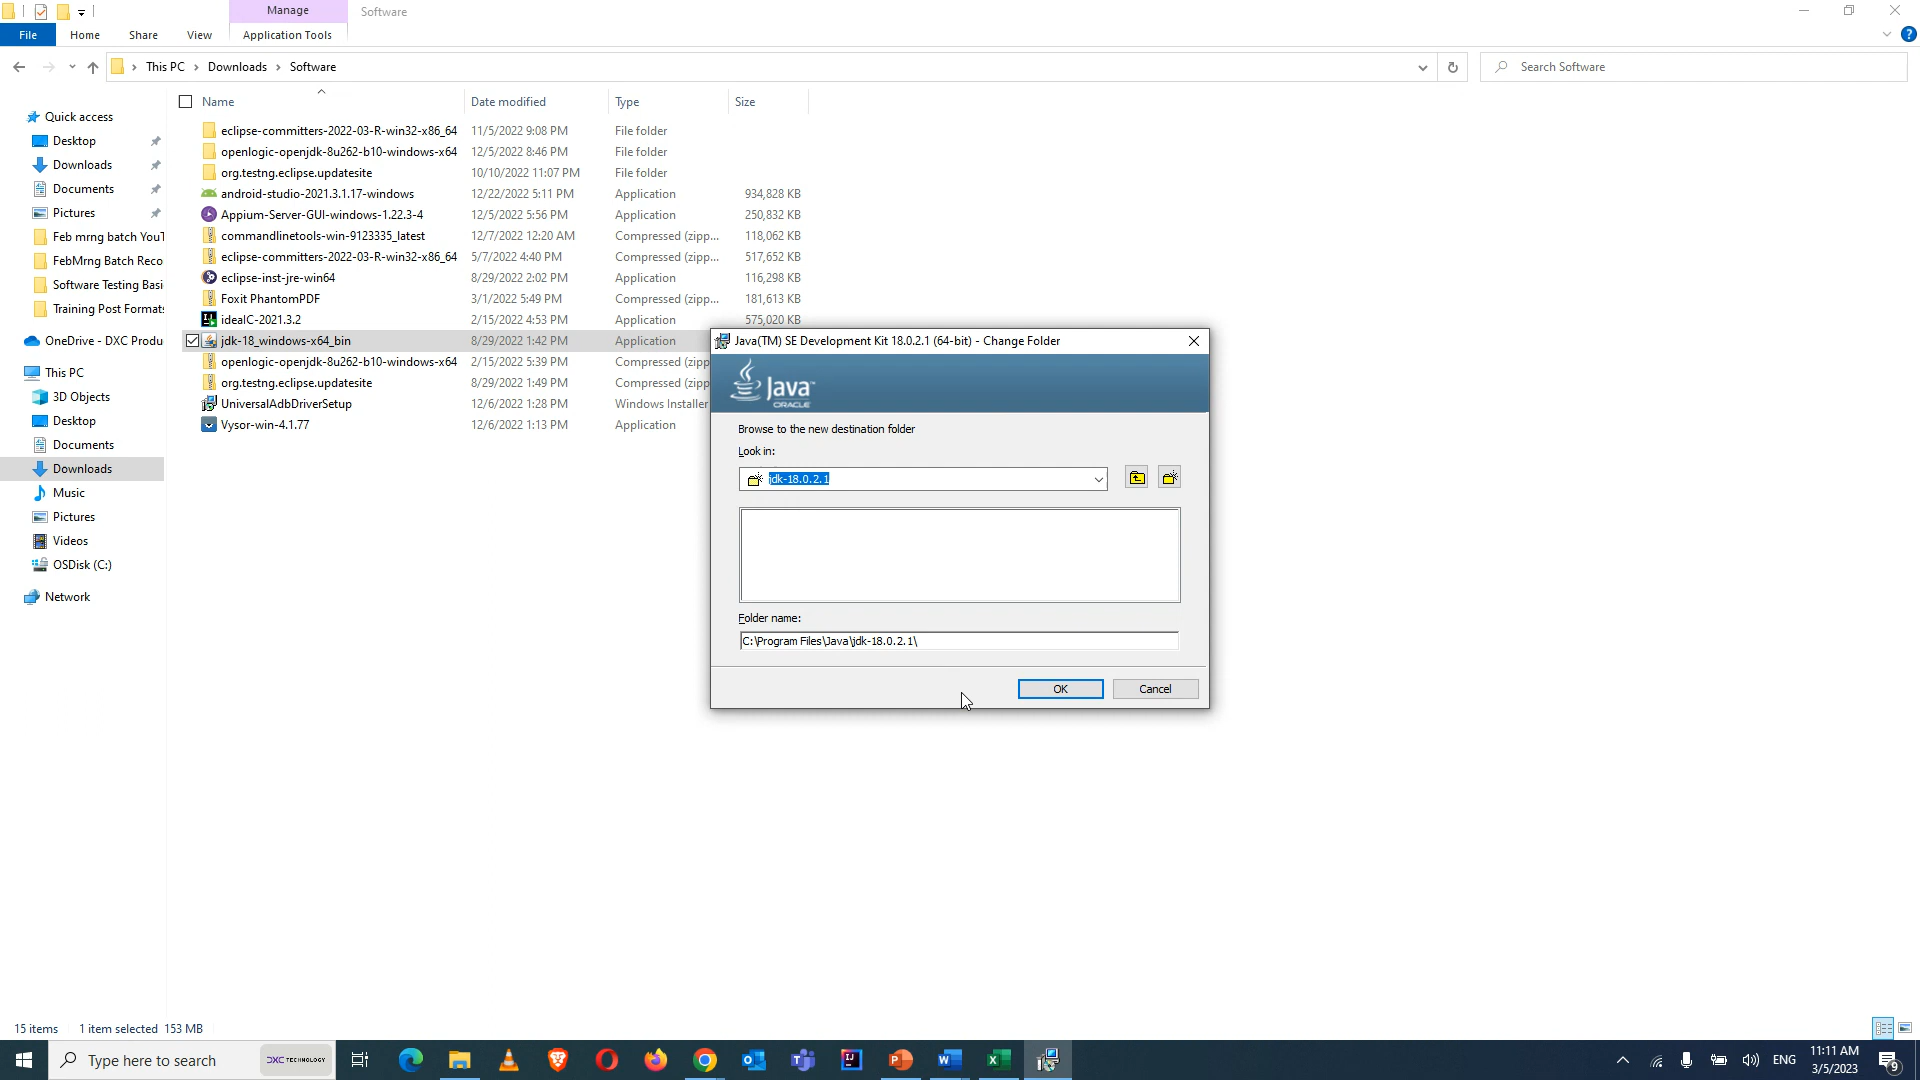 Manage
Software
File
Home
Share
View
Application Tools
This PC
Downloads
Software
Search Software
Name
Date modified
Type
Size
Quick access
Desktop
Downloads
Documents
Pictures
Feb mrng batch YouT
FebMrng Batch Reco
Software Testing Basi
Training Post Formats
OneDrive - DXC Produ
This PC
3D Objects
Desktop
Documents
Downloads
Music
Pictures
Videos
OSDisk (C:)
Network
eclipse-committers-2022-03-R-win32-x86_64 11/5/2022 9:08 PM File folder
openlogic-openjdk-8u262-b10-windows-x64 12/5/2022 8:46 PM File folder
org.testng.eclipse.updatesite 10/10/2022 11:07 PM File folder
android-studio-2021.3.1.17-windows 12/22/2022 5:11 PM Application 934,828 KB
Appium-Server-GUI-windows-1.22.3-4 12/5/2022 5:56 PM Application 250,832 KB
commandlinetools-win-9123335_latest 12/7/2022 12:20 AM Compressed (zipp... 118,062 KB
eclipse-committers-2022-03-R-win32-x86_64 5/7/2022 4:40 PM Compressed (zipp... 517,652 KB
eclipse-inst-jre-win64 8/29/2022 2:02 PM Application 116,298 KB
Foxit PhantomPDF 3/1/2022 5:49 PM Compressed (zipp... 181,613 KB
ideaIC-2021.3.2 2/15/2022 4:53 PM Application 575,020 KB
jdk-18_windows-x64_bin 8/29/2022 1:42 PM Application
openlogic-openjdk-8u262-b10-windows-x64 2/15/2022 5:39 PM Compressed (zipp
org.testng.eclipse.updatesite 8/29/2022 1:49 PM Compressed (zipp
UniversalAdbDriverSetup 12/6/2022 1:28 PM Windows Installer
Vysor-win-4.1.77 12/6/2022 1:13 PM Application
Java(TM) SE Development Kit 18.0.2.1 (64-bit) - Change Folder
Java
ORACLE
Browse to the new destination folder
Look in:
jdk-18.0.2.1
Folder name:
C:\Program Files\Java\jdk-18.0.2.1\
OK
Cancel
15 items
1 item selected 153 MB
Type here to search
DXC TECHNOLOGY
ENG
11:11 AM
3/5/2023
9